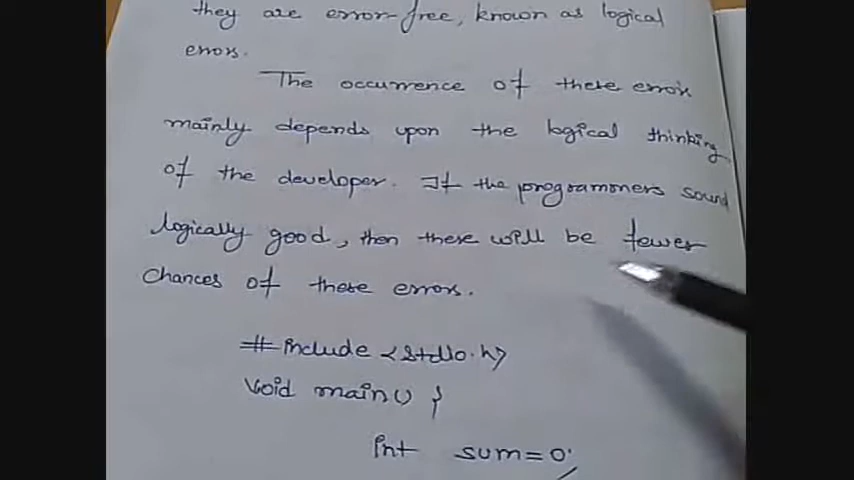 they are error-free, known as logical
errors.
The occurrence of these errors
mainly depends upon the logical thinking
of the developer. If the programmers sound
logically good, then there will be fewer
chances of these errors.
#include <stdio.h>
void main() {
int sum=0;